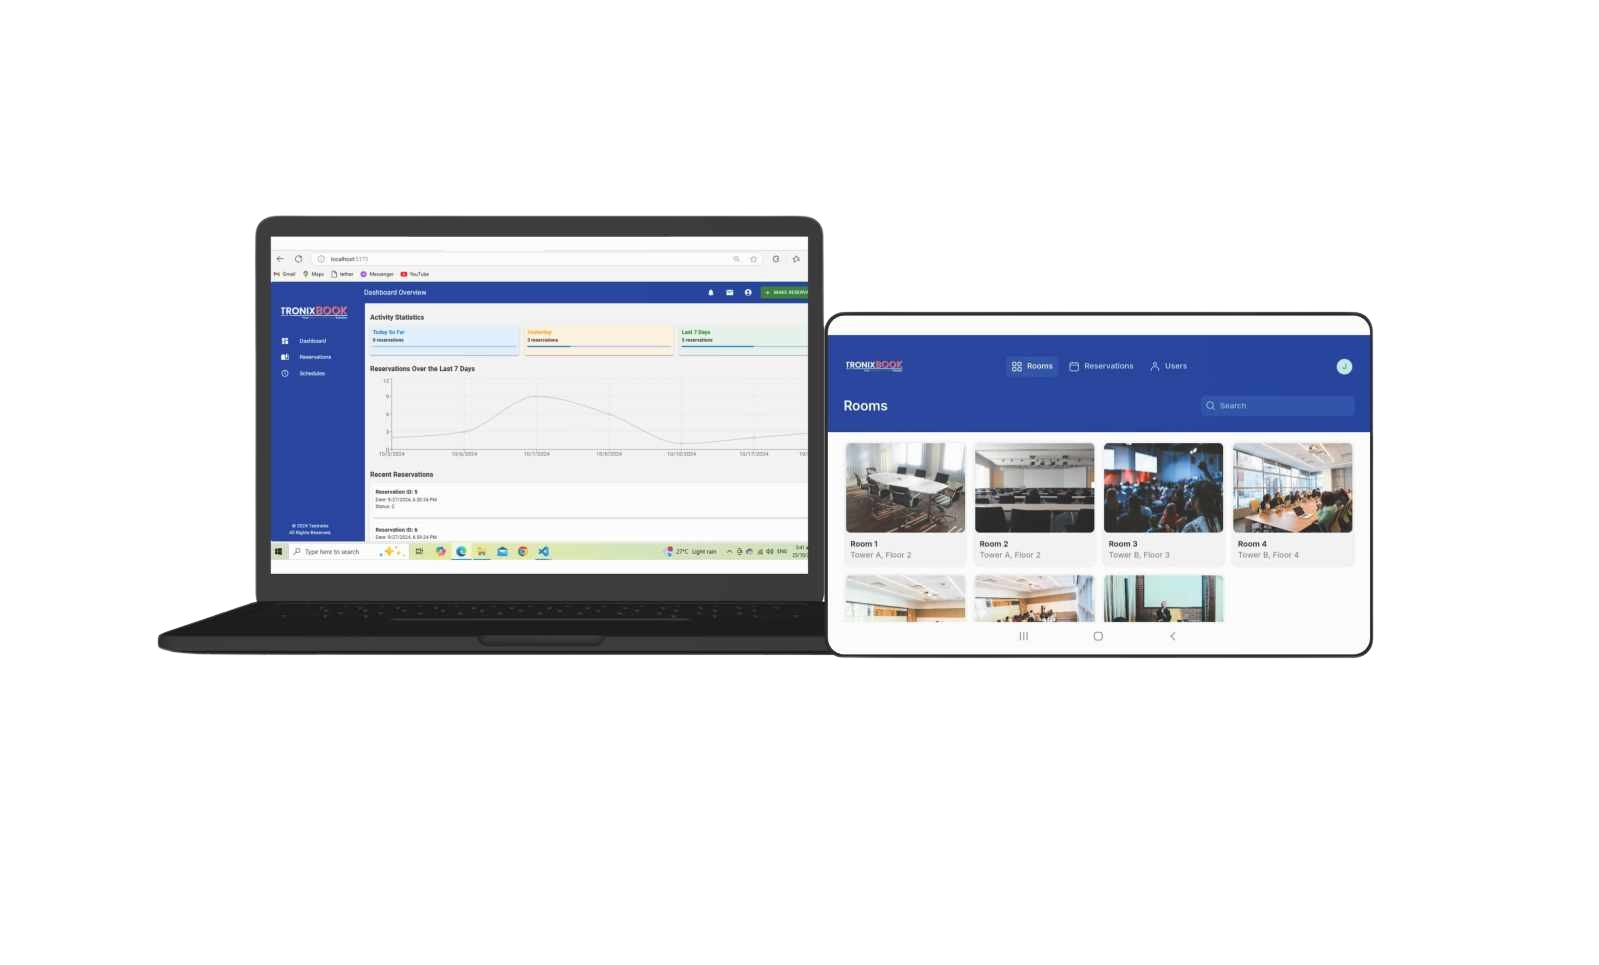 localhost:5173
Gmail Maps tether Messenger YouTube
Dashboard Overview
MAKE RESERVA
TRONIXBOOK
Dashboard
Reservations
Schedules
© 2024 Textronix
All Rights Reserved.
Activity Statistics
Today So Far
0 reservations
Yesterday
3 reservations
Last 7 Days
5 reservations
Reservations Over the Last 7 Days
12
9
6
3
0
10/3/2024 10/6/2024 10/7/2024 10/8/2024 10/10/2024 10/17/2024 10/
Recent Reservations
Reservation ID: 5
Date: 9/27/2024, 6:20:24 PM
Status: C
Reservation ID: 6
Date: 9/27/2024, 6:59:24 PM
Type here to search
27°C Light rain ENG
TRONIXBOOK
Rooms Reservations Users
J
Rooms
Search
Room 1
Tower A, Floor 2
Room 2
Tower A, Floor 2
Room 3
Tower B, Floor 3
Room 4
Tower B, Floor 4